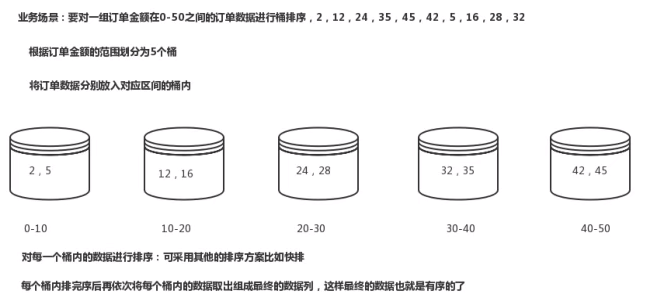 业务场景：要对一组订单金额在0-50之间的订单数据进行桶排序，2，12，24，35，45，42，5，16，28，32
根据订单金额的范围划分为5个桶
将订单数据分别放入对应区间的桶内
2，5
12，16
24，28
32，35
42，45
0-10
10-20
20-30
30-40
40-50
对每一个桶内的数据进行排序：可采用其他的排序方案比如快排
每个桶内排完序后再依次将每个桶内的数据取出组成最终的数据列，这样最终的数据也就是有序的了